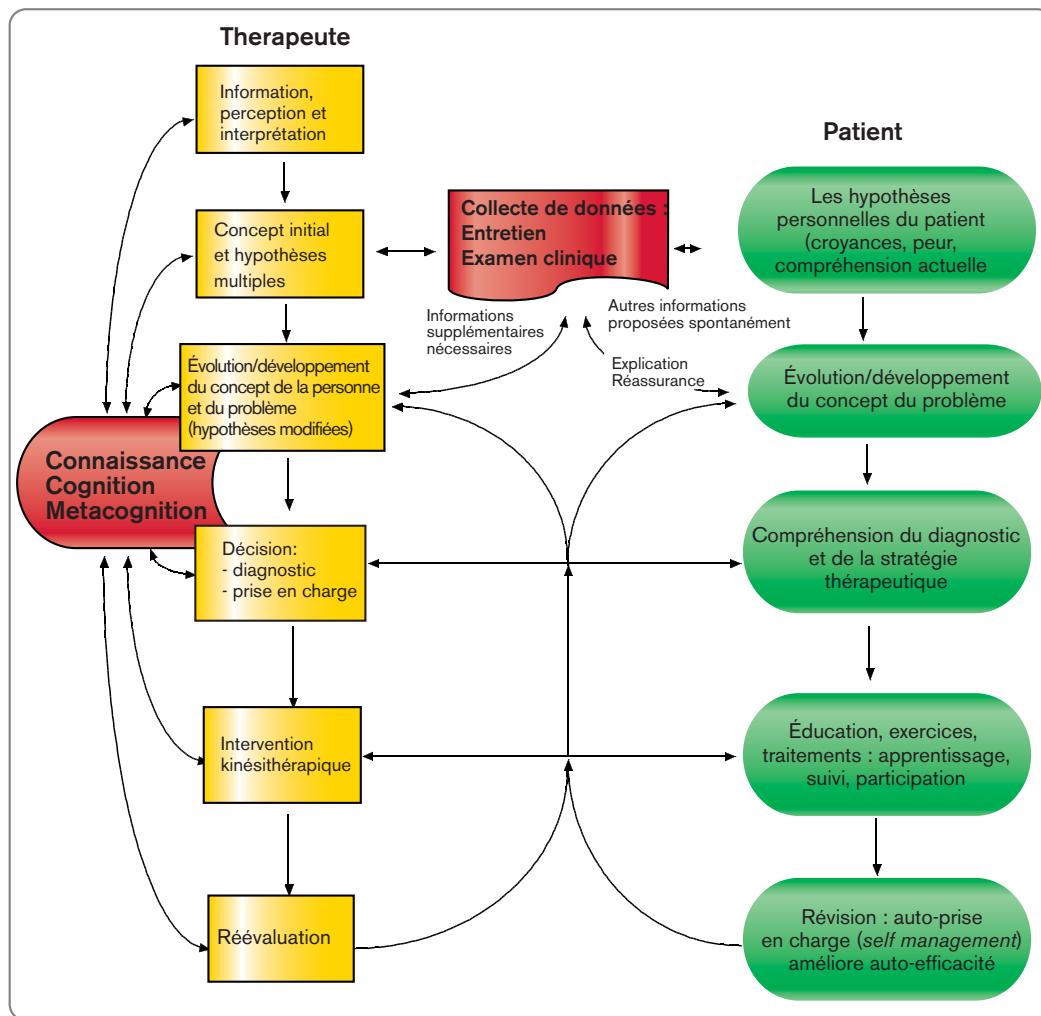 Therapeute
Information,
perception et
interprétation
Concept initial
et hypothèses
multiples
Évolution/développement
du concept de la personne
et du problème
(hypothèses modifiées)
Connaissance
Cognition
Metacognition
Décision:
- diagnostic
- prise en charge
Intervention
kinésithérapique
Réévaluation
Collecte de données :
Entretien
Examen clinique
Informations
supplémentaires
nécessaires
Autres informations
proposées spontanément
Explication
Réassurance
Patient
Les hypothèses
personnelles du patient
(croyances, peur,
compréhension actuelle
Évolution/développement
du concept du problème
Compréhension du diagnostic
et de la stratégie
thérapeutique
Éducation, exercices,
traitements : apprentissage,
suivi, participation
Révision : auto-prise
en charge (self management)
améliore auto-efficacité